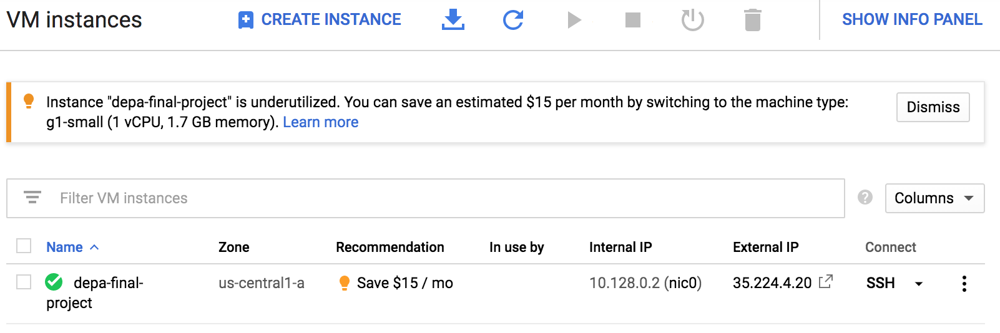 VM instances CREATE INSTANCE SHOW INFO PANEL
Instance "depa-final-project" is underutilized. You can save an estimated $15 per month by switching to the machine type:
g1-small (1 vCPU, 1.7 GB memory). Learn more
Dismiss
Filter VM instances ? Columns
Name Zone Recommendation In use by Internal IP External IP Connect
depa-final- us-central1-a Save $15 / mo 10.128.0.2 (nic0) 35.224.4.20 SSH
project